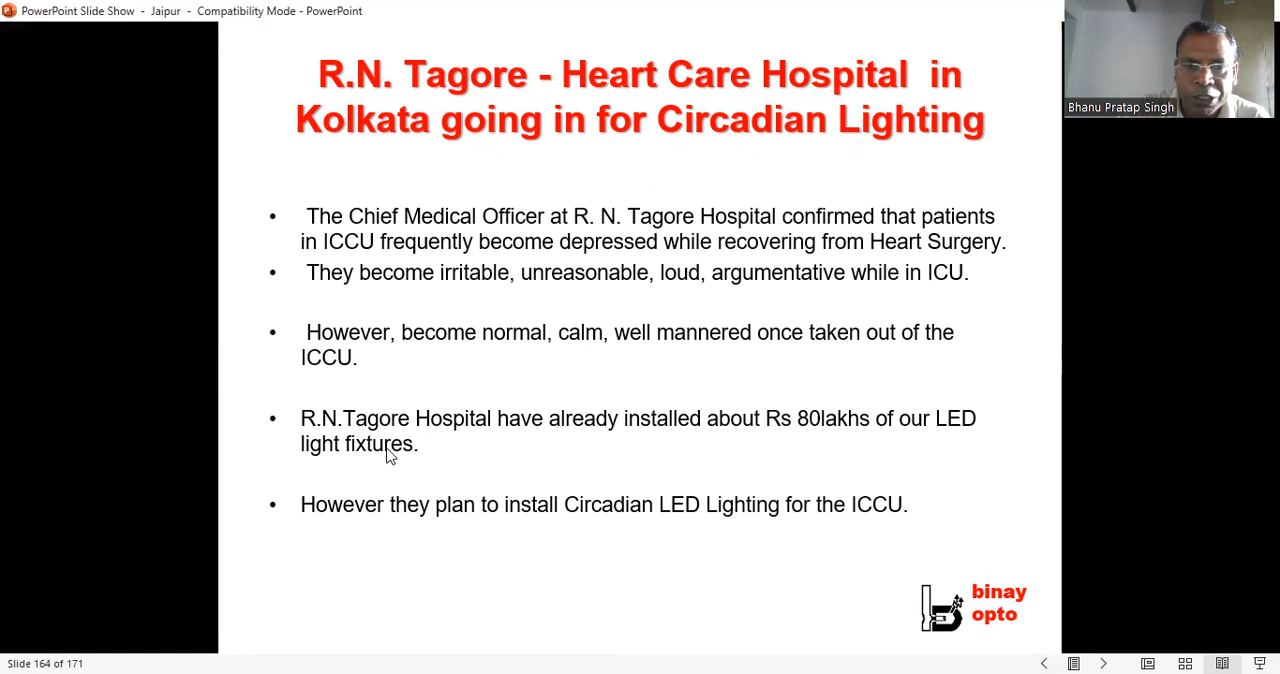 PowerPoint Slide Show - Jaipur - Compatibility Mode - PowerPoint
Bhanu Pratap Singh
R.N. Tagore - Heart Care Hospital in
Kolkata going in for Circadian Lighting
• The Chief Medical Officer at R. N. Tagore Hospital confirmed that patients
in ICCU frequently become depressed while recovering from Heart Surgery.
• They become irritable, unreasonable, loud, argumentative while in ICU.
• However, become normal, calm, well mannered once taken out of the
ICCU.
• R.N.Tagore Hospital have already installed about Rs 80lakhs of our LED
light fixtures.
• However they plan to install Circadian LED Lighting for the ICCU.
binay
opto
Slide 164 of 171